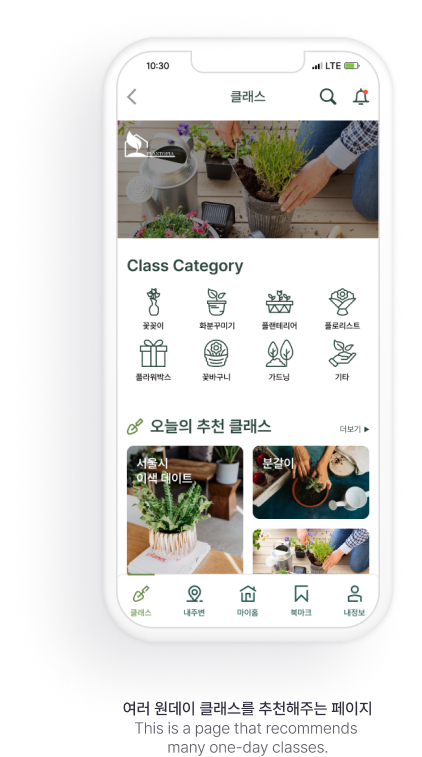 10:30
LTE
클래스
PLANTOPIA
Class Category
꽃꽂이
화분꾸미기
플랜테리어
플로리스트
플라워박스
꽃바구니
가드닝
기타
오늘의 추천 클래스
더보기 ▶
서울시
이색 데이트
분갈이
클래스
내주변
마이홈
북마크
내정보
여러 원데이 클래스를 추천해주는 페이지
This is a page that recommends
many one-day classes.